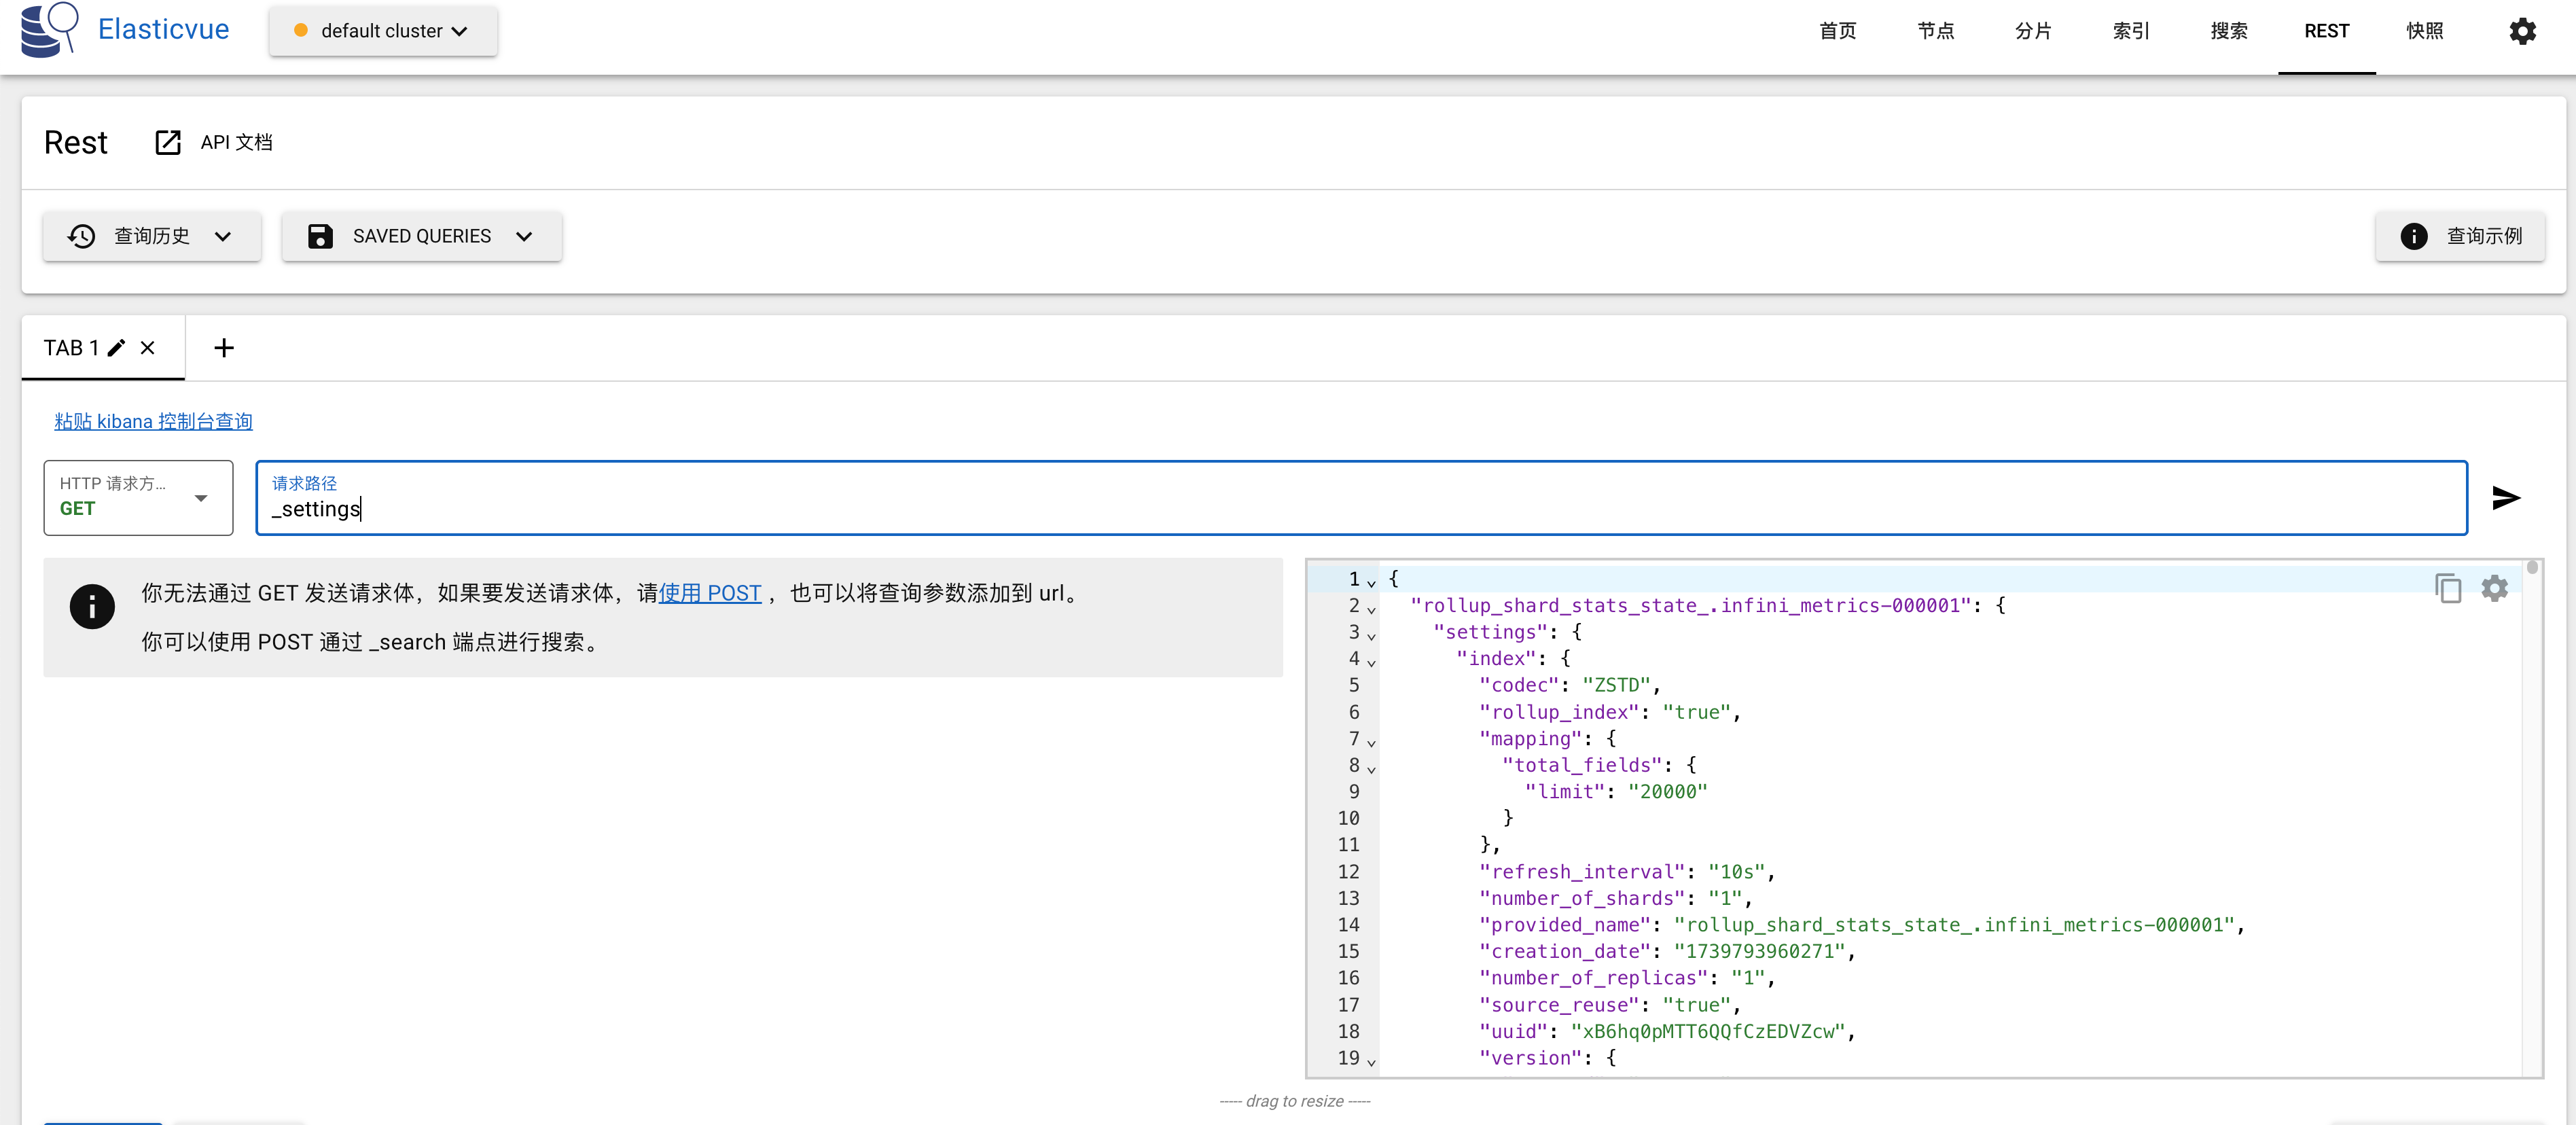 Elasticvue
default cluster
首页 节点 分片 索引 搜索 REST 快照
Rest API 文档
查询历史 SAVED QUERIES 查询示例
TAB 1
粘贴 kibana 控制台查询
HTTP 请求方...
GET
请求路径
_settings
你无法通过 GET 发送请求体，如果要发送请求体，请使用 POST ，也可以将查询参数添加到 url。
你可以使用 POST 通过 _search 端点进行搜索。
1 {
2 "rollup_shard_stats_state_.infini_metrics-000001": {
3 "settings": {
4 "index": {
5 "codec": "ZSTD",
6 "rollup_index": "true",
7 "mapping": {
8 "total_fields": {
9 "limit": "20000"
10 }
11 },
12 "refresh_interval": "10s",
13 "number_of_shards": "1",
14 "provided_name": "rollup_shard_stats_state_.infini_metrics-000001",
15 "creation_date": "1739793960271",
16 "number_of_replicas": "1",
17 "source_reuse": "true",
18 "uuid": "xB6hq0pMTT6QQfCzEDVZcw",
19 "version": {
----- drag to resize -----